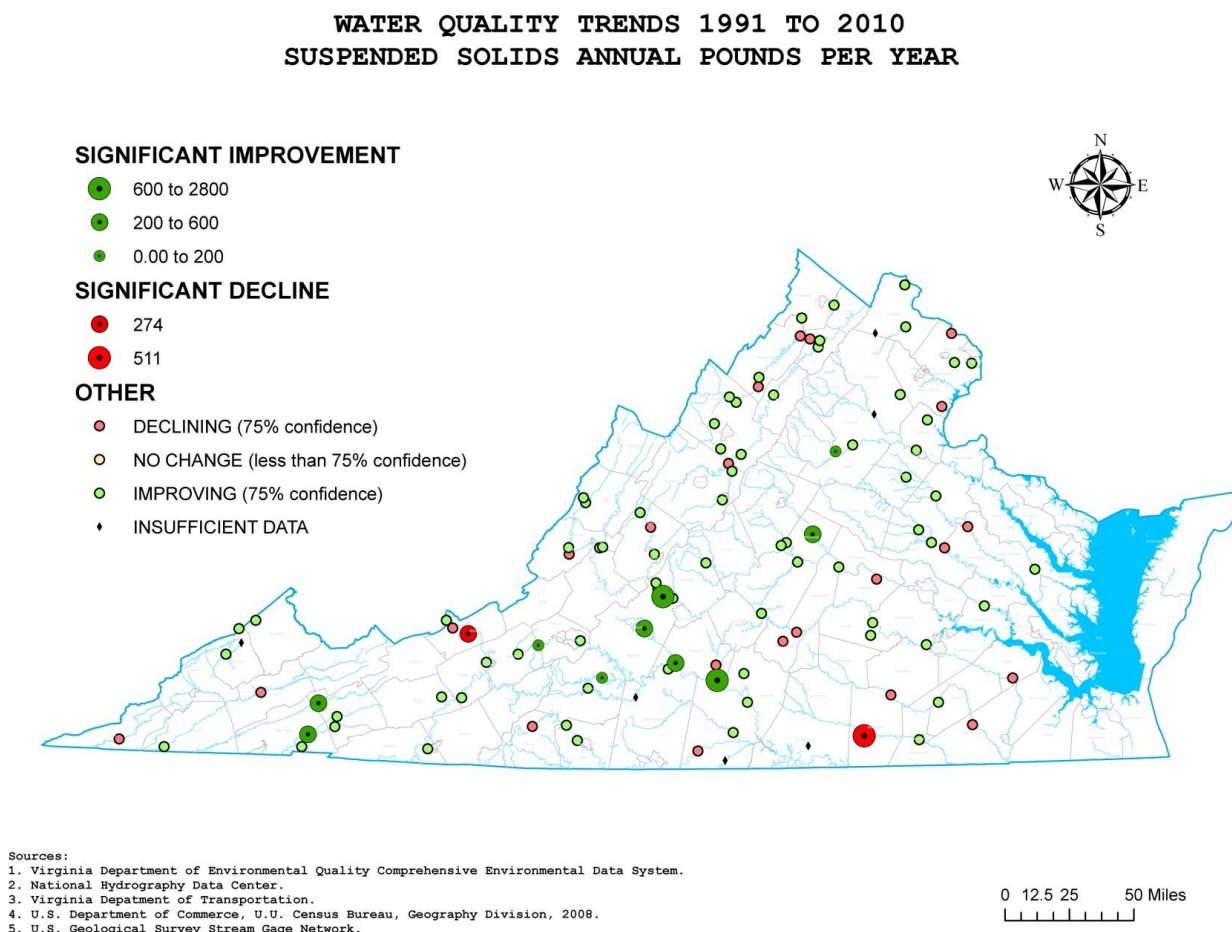 WATER QUALITY TRENDS 1991 TO 2010
SUSPENDED SOLIDS ANNUAL POUNDS PER YEAR
SIGNIFICANT IMPROVEMENT
600 to 2800
200 to 600
0.00 to 200
SIGNIFICANT DECLINE
274
511
OTHER
DECLINING (75% confidence)
NO CHANGE (less than 75% confidence)
IMPROVING (75% confidence)
INSUFFICIENT DATA
N
W E
S
Sources:
1. Virginia Department of Environmental Quality Comprehensive Environmental Data System.
2. National Hydrography Data Center.
3. Virginia Depatment of Transportation.
4. U.S. Department of Commerce, U.U. Census Bureau, Geography Division, 2008.
5. U.S. Geological Survey Stream Gage Network.
0 12.5 25 50 Miles